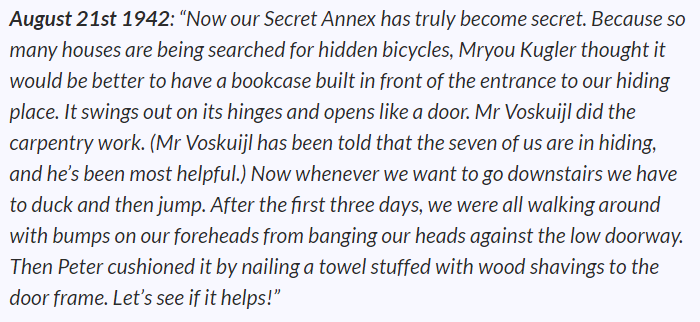 August 21st 1942: “Now our Secret Annex has truly become secret. Because so
many houses are being searched for hidden bicycles, Mryou Kugler thought it
would be better to have a bookcase built in front of the entrance to our hiding
place. It swings out on its hinges and opens like a door. Mr Voskuijl did the
carpentry work. (Mr Voskuijl has been told that the seven of us are in hiding,
and he’s been most helpful.) Now whenever we want to go downstairs we have
to duck and then jump. After the first three days, we were all walking around
with bumps on our foreheads from banging our heads against the low doorway.
Then Peter cushioned it by nailing a towel stuffed with wood shavings to the
door frame. Let’s see if it helps!”